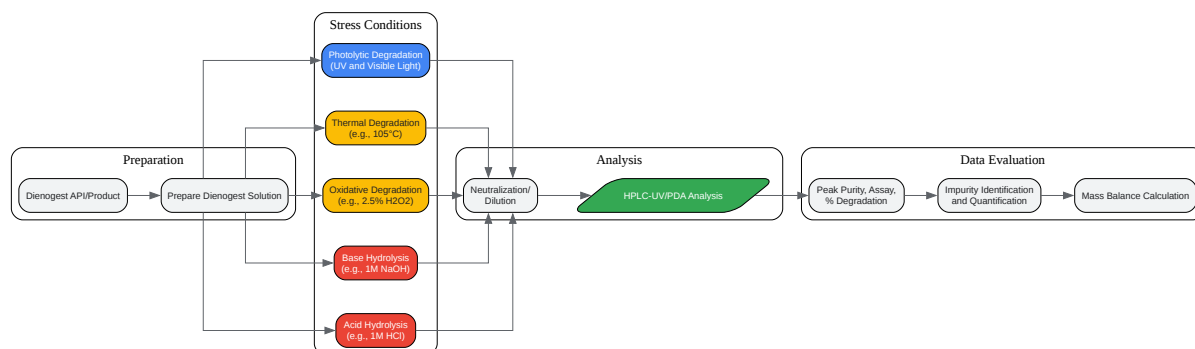 Stress Conditions
Photolytic Degradation
(UV and Visible Light)
Thermal Degradation
(e.g., 105°C)
Preparation
Analysis
Data Evaluation
Dienogest API/Product
Prepare Dienogest Solution
Oxidative Degradation
(e.g., 2.5% H2O2)
Neutralization/
Dilution
HPLC-UV/PDA Analysis
Peak Purity, Assay,
% Degradation
Impurity Identification
and Quantification
Mass Balance Calculation
Base Hydrolysis
(e.g., 1M NaOH)
Acid Hydrolysis
(e.g., 1M HCl)